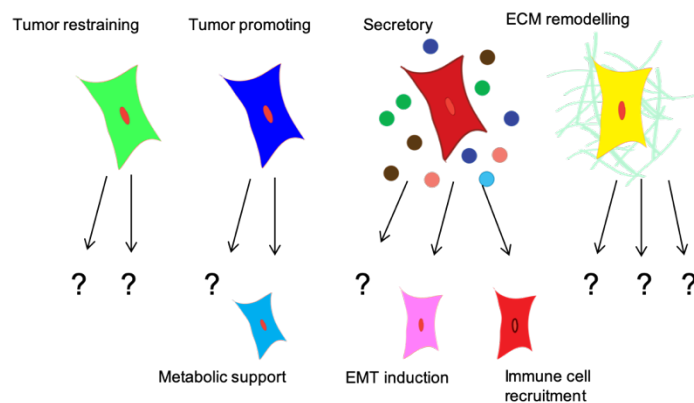 Tumor restraining
Tumor promoting
Secretory
ECM remodelling
? ? ? ? ? ? ?
Metabolic support
EMT induction
Immune cell
recruitment